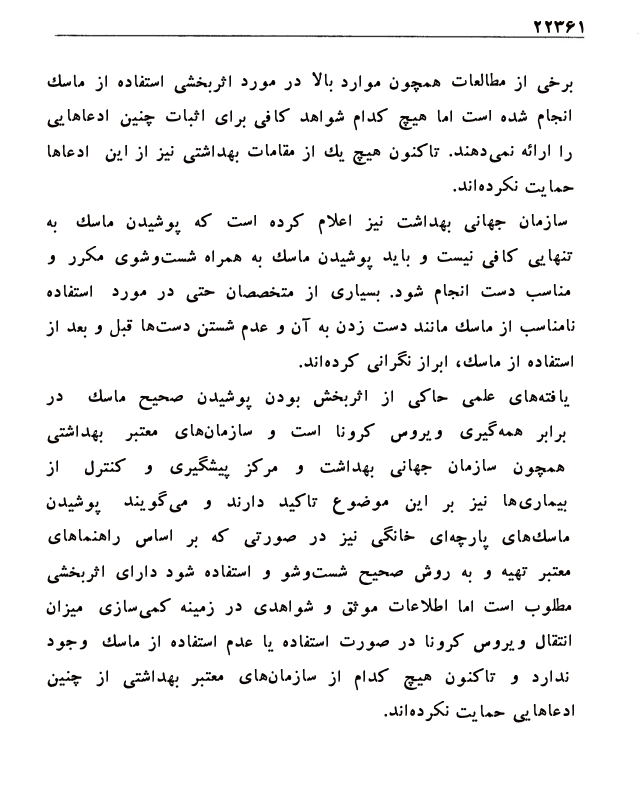 ۲۲۳۶۱
برخی از مطالعات همچون موارد بالا در مورد اثربخشی استفاده از ماسك
انجام شده است اما هیچ کدام شواهد کافی برای اثبات چنین ادعاهایی
را ارائه نمی‌دهند. تاکنون هیچ یك از مقامات بهداشتی نیز از این ادعاها
حمایت نکرده‌اند.
سازمان جهانی بهداشت نیز اعلام کرده است که پوشیدن ماسك به
تنهایی کافی نیست و باید پوشیدن ماسك به همراه شست‌وشوی مکرر و
مناسب دست انجام شود. بسیاری از متخصصان حتی در مورد استفاده
نامناسب از ماسك مانند دست زدن به آن و عدم شستن دست‌ها قبل و بعد از
استفاده از ماسك، ابراز نگرانی کرده‌اند.
یافته‌های علمی حاکی از اثربخش بودن پوشیدن صحیح ماسك در
برابر همه‌گیری ویروس کرونا است و سازمان‌های معتبر بهداشتی
همچون سازمان جهانی بهداشت و مرکز پیشگیری و کنترل از
بیماری‌ها نیز بر این موضوع تاکید دارند و می‌گویند پوشیدن
ماسك‌های پارچه‌ای خانگی نیز در صورتی که بر اساس راهنماهای
معتبر تهیه و به روش صحیح شست‌وشو و استفاده شود دارای اثربخشی
مطلوب است اما اطلاعات موثق و شواهدی در زمینه کمی‌سازی میزان
انتقال ویروس کرونا در صورت استفاده یا عدم استفاده از ماسك وجود
ندارد و تاکنون هیچ کدام از سازمان‌های معتبر بهداشتی از چنین
ادعاهایی حمایت نکرده‌اند.